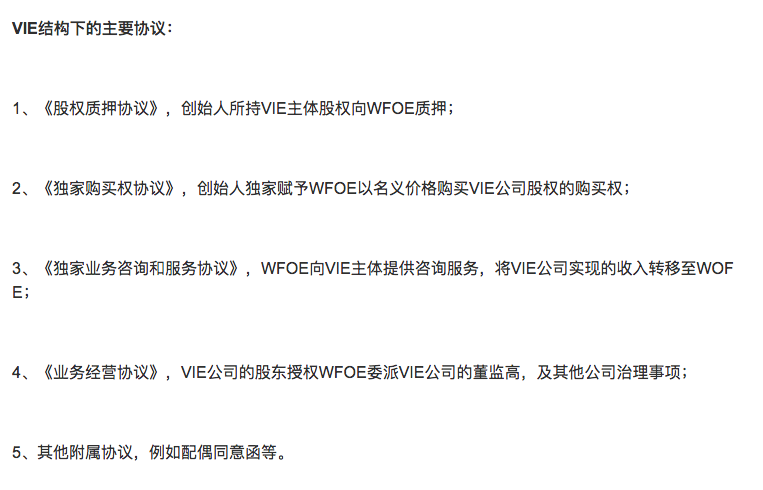 VIE结构下的主要协议：
1、《股权质押协议》，创始人所持VIE主体股权向WFOE质押；
2、《独家购买权协议》，创始人独家赋予WFOE以名义价格购买VIE公司股权的购买权；
3、《独家业务咨询和服务协议》，WFOE向VIE主体提供咨询服务，将VIE公司实现的收入转移至WOF
E；
4、《业务经营协议》，VIE公司的股东授权WFOE委派VIE公司的董监高，及其他公司治理事项；
5、其他附属协议，例如配偶同意函等。